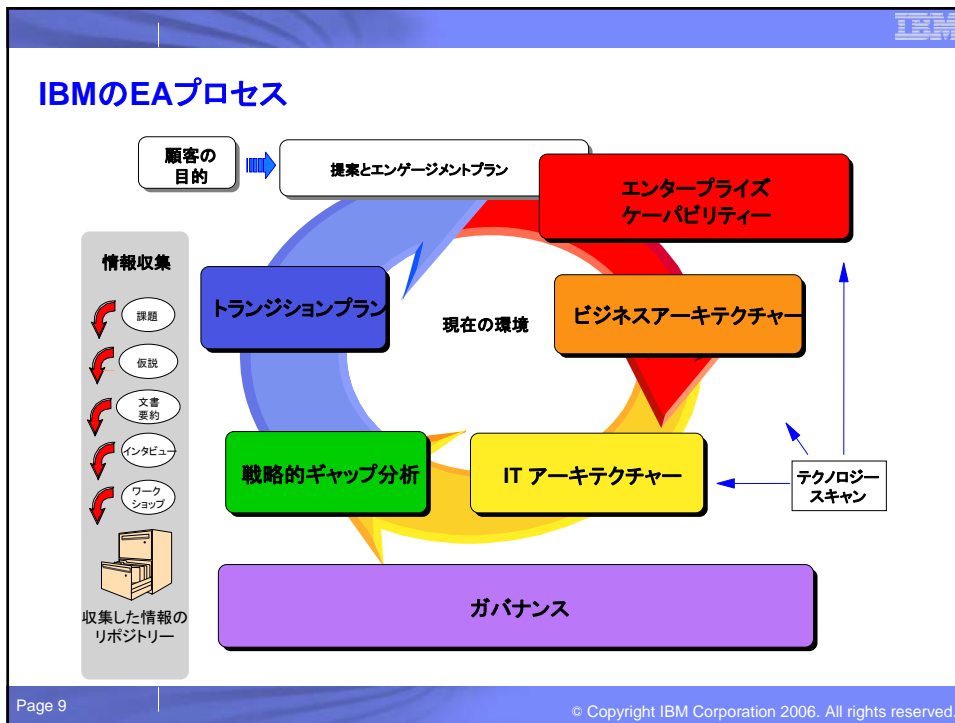 IBM
IBMのEAプロセス
顧客の
目的
提案とエンゲージメントプラン
エンタープライズ
ケーパビリティー
情報収集
課題
仮説
文書
要約
インタビュー
ワーク
ショップ
収集した情報の
リポジトリー
トランジションプラン
現在の環境
ビジネスアーキテクチャー
戦略的ギャップ分析
IT アーキテクチャー
テクノロジー
スキャン
ガバナンス
Page 9
© Copyright IBM Corporation 2006. All rights reserved.